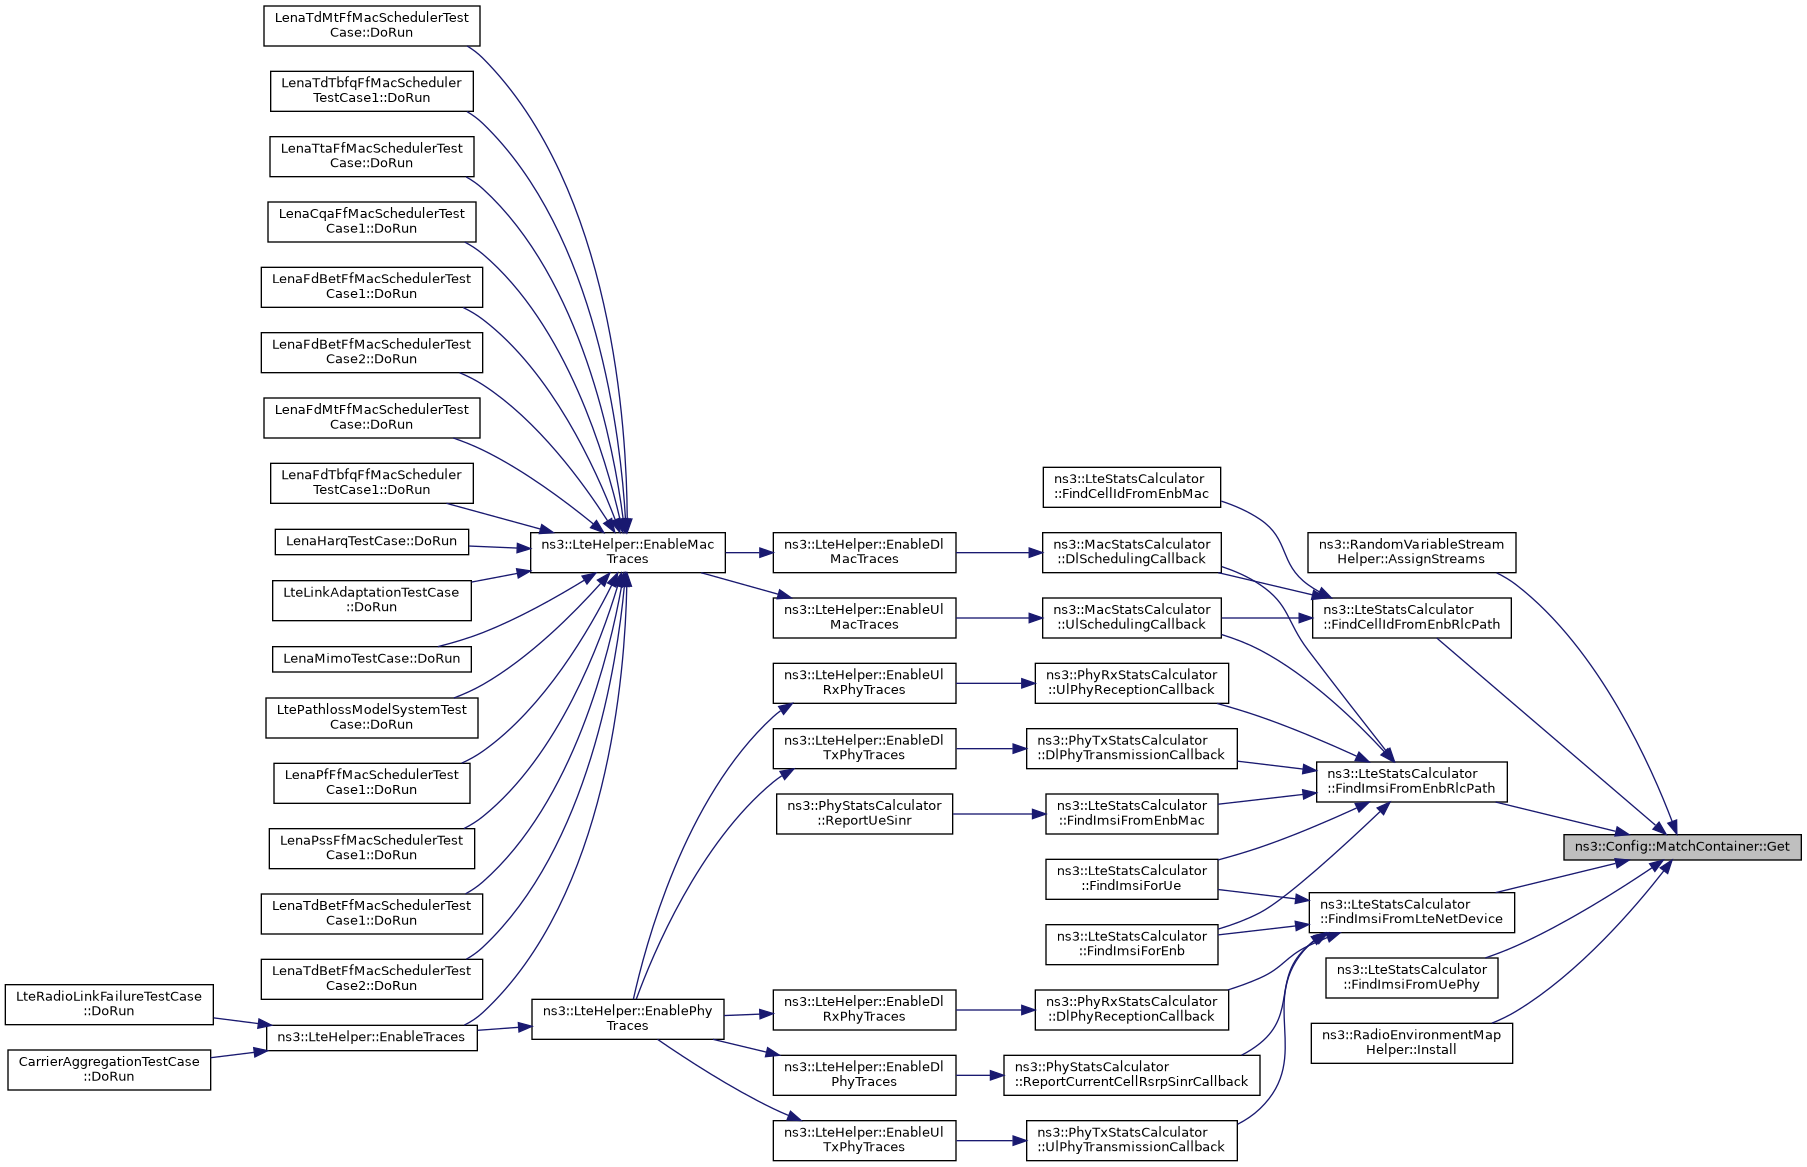 LenaTdMtFfMacSchedulerTest
Case::DoRun
LenaTdTbfqFfMacScheduler
TestCase1::DoRun
LenaTtaFfMacSchedulerTest
Case::DoRun
LenaCqaFfMacSchedulerTest
Case1::DoRun
LenaFdBetFfMacSchedulerTest
Case1::DoRun
LenaFdBetFfMacSchedulerTest
Case2::DoRun
LenaFdMtFfMacSchedulerTest
Case::DoRun
LenaFdTbfqFfMacScheduler
TestCase1::DoRun
LenaHarqTestCase::DoRun
LteLinkAdaptationTestCase
::DoRun
LenaMimoTestCase::DoRun
LtePathlossModelSystemTest
Case::DoRun
LenaPfFfMacSchedulerTest
Case1::DoRun
LenaPssFfMacSchedulerTest
Case1::DoRun
LenaTdBetFfMacSchedulerTest
Case1::DoRun
LenaTdBetFfMacSchedulerTest
Case2::DoRun
LteRadioLinkFailureTestCase
::DoRun
CarrierAggregationTestCase
::DoRun
ns3::LteHelper::EnableTraces
ns3::LteHelper::EnableMac
Traces
ns3::LteHelper::EnablePhy
Traces
ns3::LteHelper::EnableDl
MacTraces
ns3::LteHelper::EnableUl
MacTraces
ns3::LteHelper::EnableUl
RxPhyTraces
ns3::LteHelper::EnableDl
TxPhyTraces
ns3::PhyStatsCalculator
::ReportUeSinr
ns3::LteHelper::EnableDl
RxPhyTraces
ns3::LteHelper::EnableDl
PhyTraces
ns3::LteHelper::EnableUl
TxPhyTraces
ns3::LteStatsCalculator
::FindCellIdFromEnbMac
ns3::MacStatsCalculator
::DlSchedulingCallback
ns3::MacStatsCalculator
::UlSchedulingCallback
ns3::PhyRxStatsCalculator
::UlPhyReceptionCallback
ns3::PhyTxStatsCalculator
::DlPhyTransmissionCallback
ns3::LteStatsCalculator
::FindImsiFromEnbMac
ns3::LteStatsCalculator
::FindImsiForUe
ns3::LteStatsCalculator
::FindImsiForEnb
ns3::PhyRxStatsCalculator
::DlPhyReceptionCallback
ns3::PhyStatsCalculator
::ReportCurrentCellRsrpSinrCallback
ns3::PhyTxStatsCalculator
::UlPhyTransmissionCallback
ns3::RandomVariableStream
Helper::AssignStreams
ns3::LteStatsCalculator
::FindCellIdFromEnbRlcPath
ns3::LteStatsCalculator
::FindImsiFromEnbRlcPath
ns3::LteStatsCalculator
::FindImsiFromLteNetDevice
ns3::LteStatsCalculator
::FindImsiFromUePhy
ns3::RadioEnvironmentMap
Helper::Install
ns3::Config::MatchContainer::Get